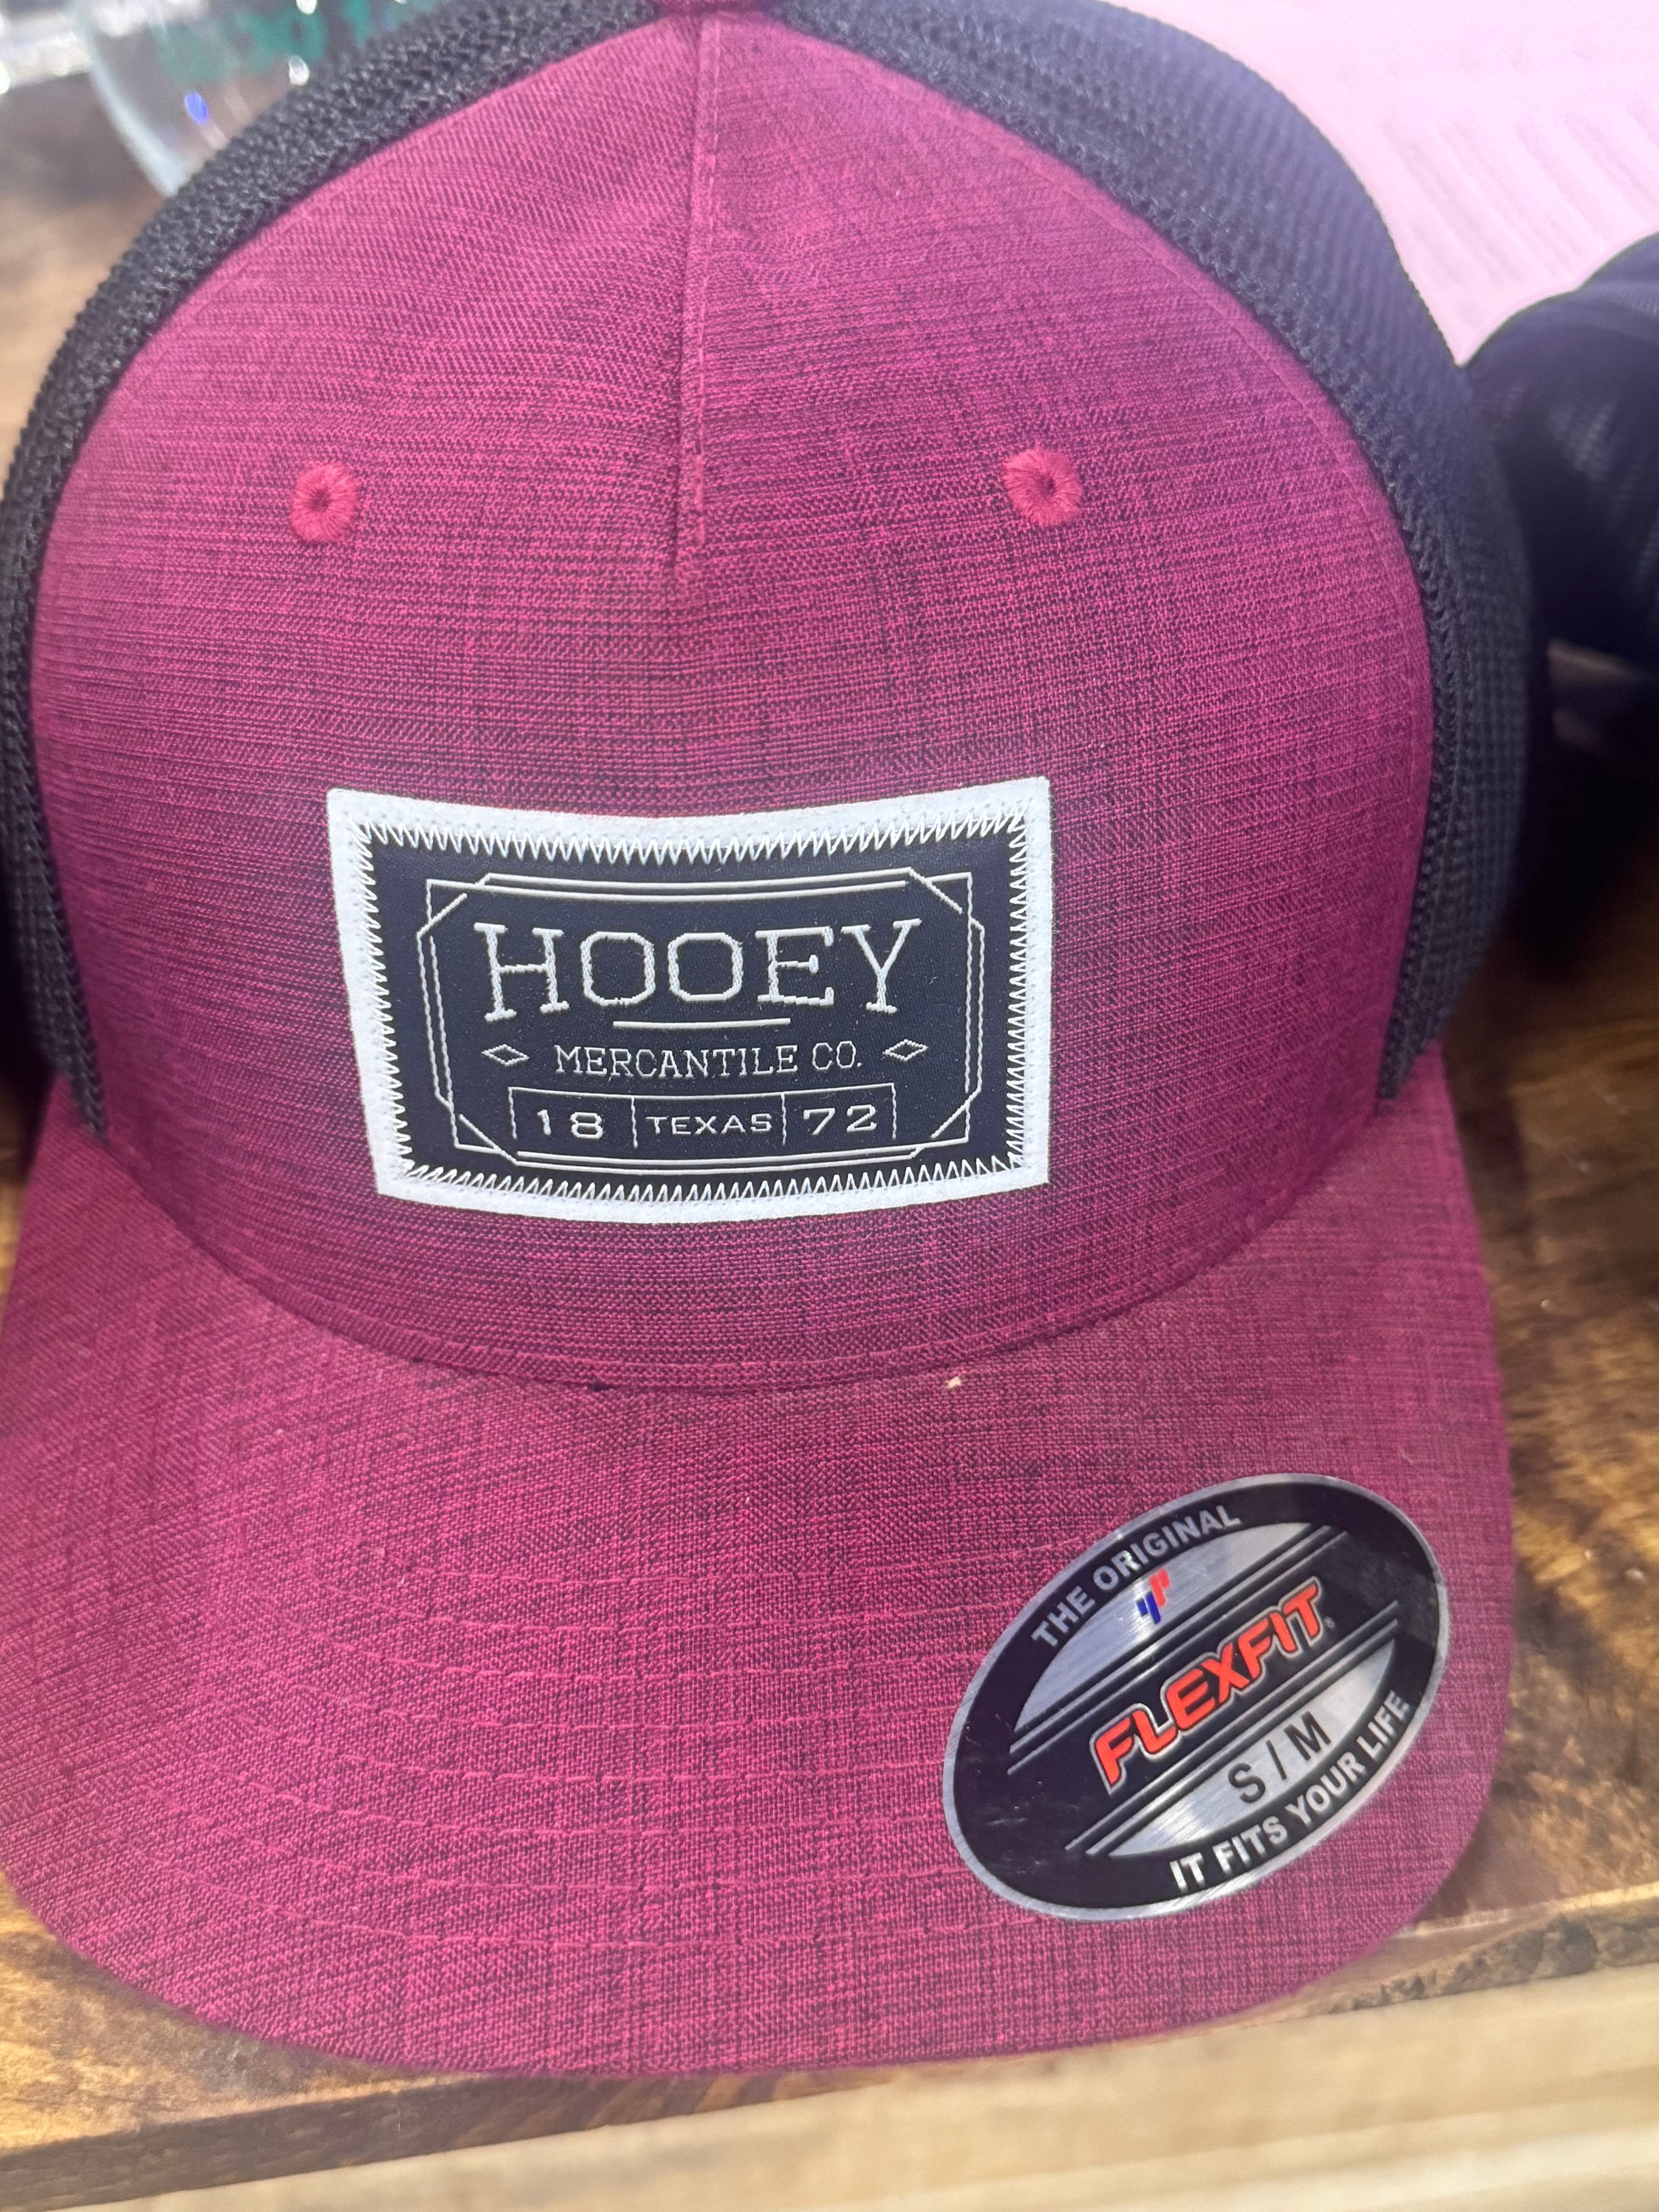 HOOEY
MERCANTILE CO.
18 TEXAS 72
THE ORIGINAL
FLEXFIT®
S / M
IT FITS YOUR LIFE